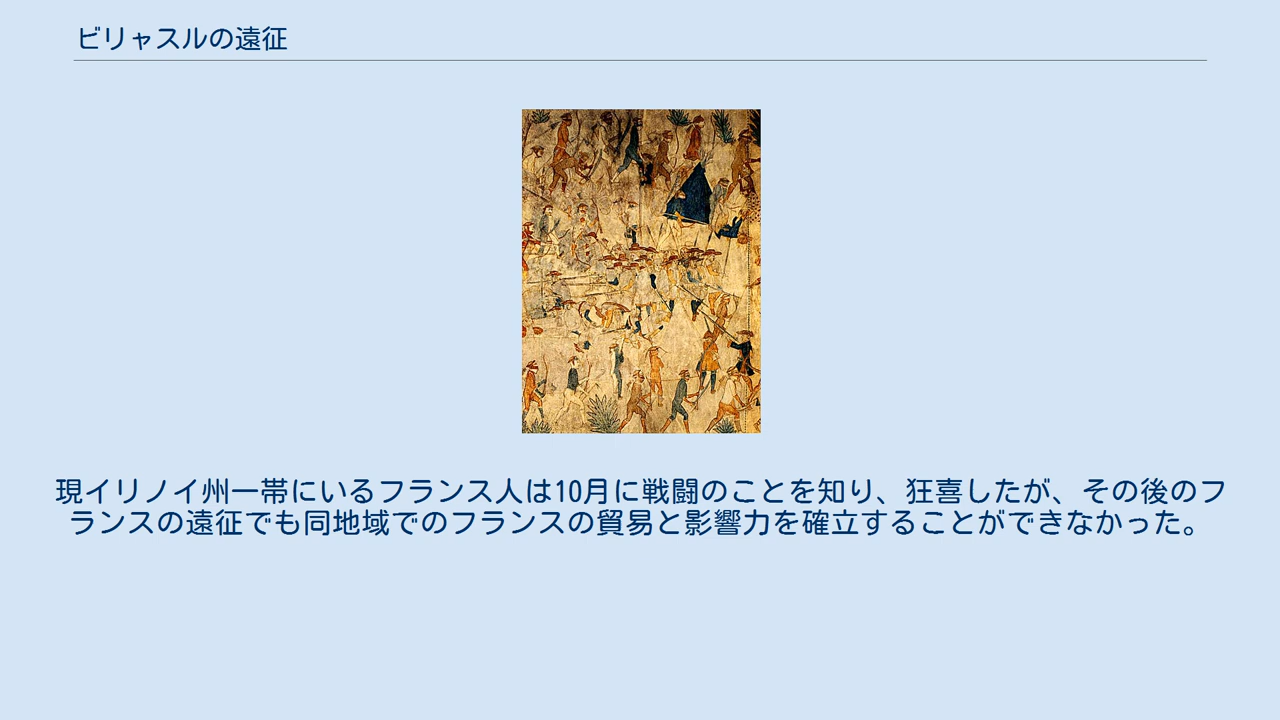 ビリャスルの遠征
現イリノイ州一帯にいるフランス人は10月に戦闘のことを知り、狂喜したが、その後のフ
ランスの遠征でも同地域でのフランスの貿易と影響力を確立することができなかった。